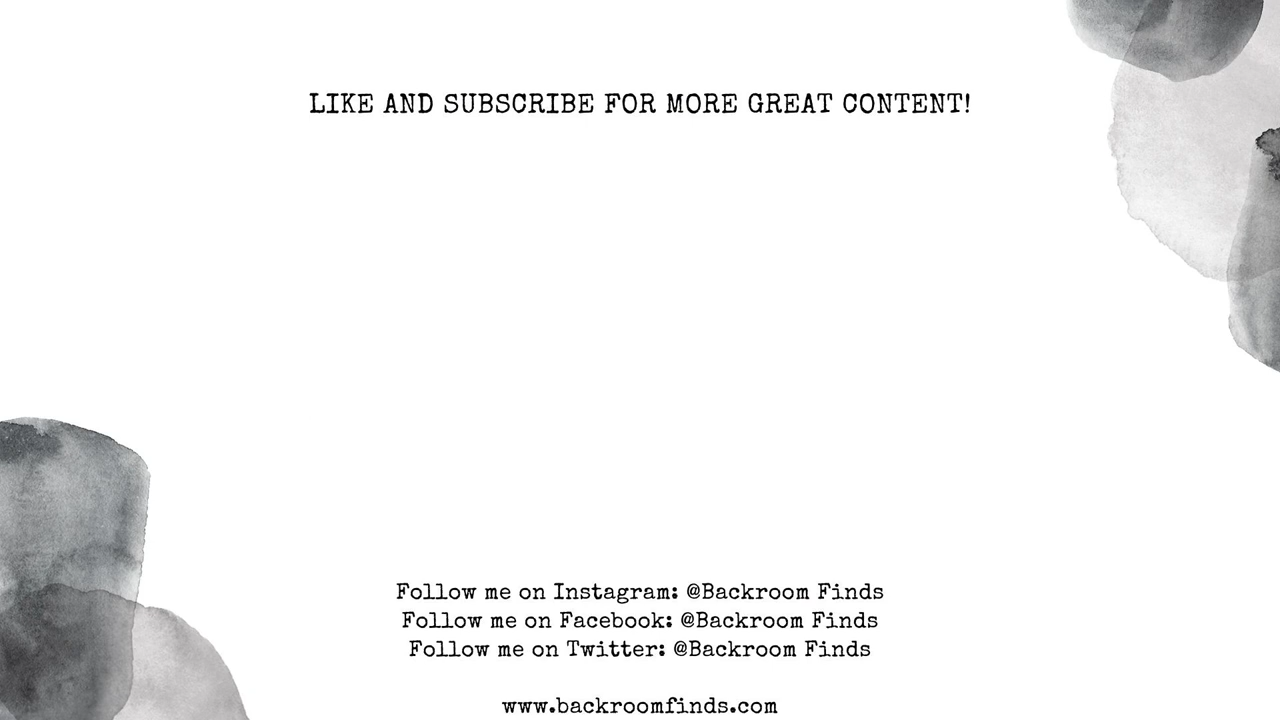 LIKE AND SUBSCRIBE FOR MORE GREAT CONTENT!
Follow me on Instagram: @Backroom Finds
Follow me on Facebook: @Backroom Finds
Follow me on Twitter: @Backroom Finds
www.backroomfinds.com